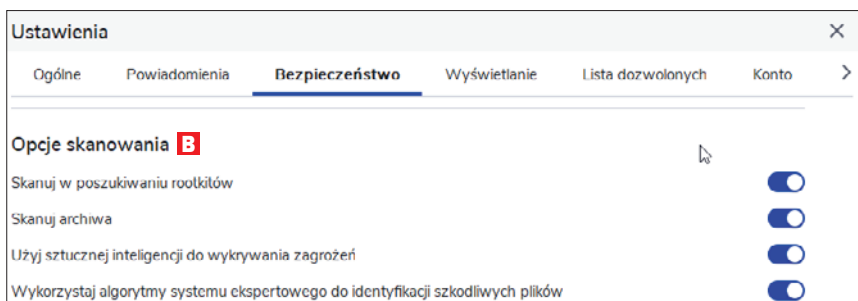 Ustawienia
Ogólne Powiadomienia Bezpieczeństwo Wyświetlanie Lista dozwolonych Konto
Opcje skanowania B
Skanuj w poszukiwaniu rootkitów
Skanuj archiwa
Użyj sztucznej inteligencji do wykrywania zagrożeń
Wykorzystaj algorytmy systemu ekspertowego do identyfikacji szkodliwych plików